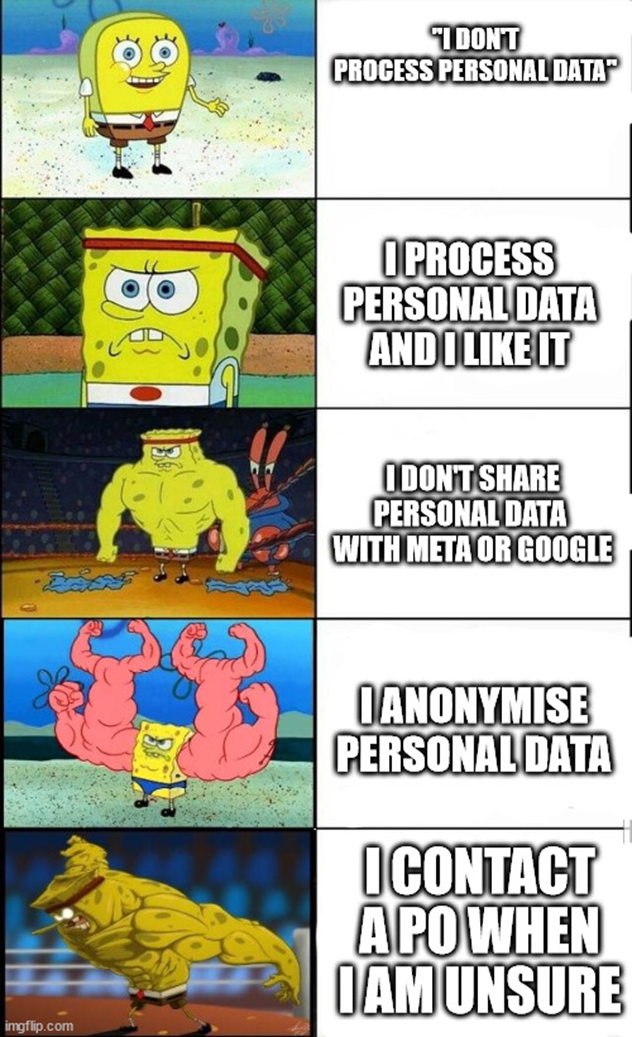 "I DON'T
PROCESS PERSONAL DATA"
I PROCESS
PERSONAL DATA
AND I LIKE IT
I DON'T SHARE
PERSONAL DATA
WITH META OR GOOGLE
I ANONYMISE
PERSONAL DATA
I CONTACT
A PO WHEN
I AM UNSURE
imgflip.com